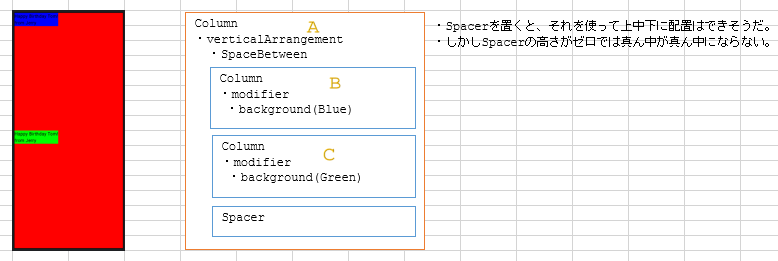 Happy Birthday Tom
from Jerry
Column
A
・verticalArrangement
・SpaceBetween
Column
B
・modifier
・background(Blue)
Column
C
・modifier
・background(Green)
Spacer
・Spacerを置くと、それを使って上中下に配置はできそうだ。
・しかしSpacerの高さがゼロでは真ん中が真ん中にならない。